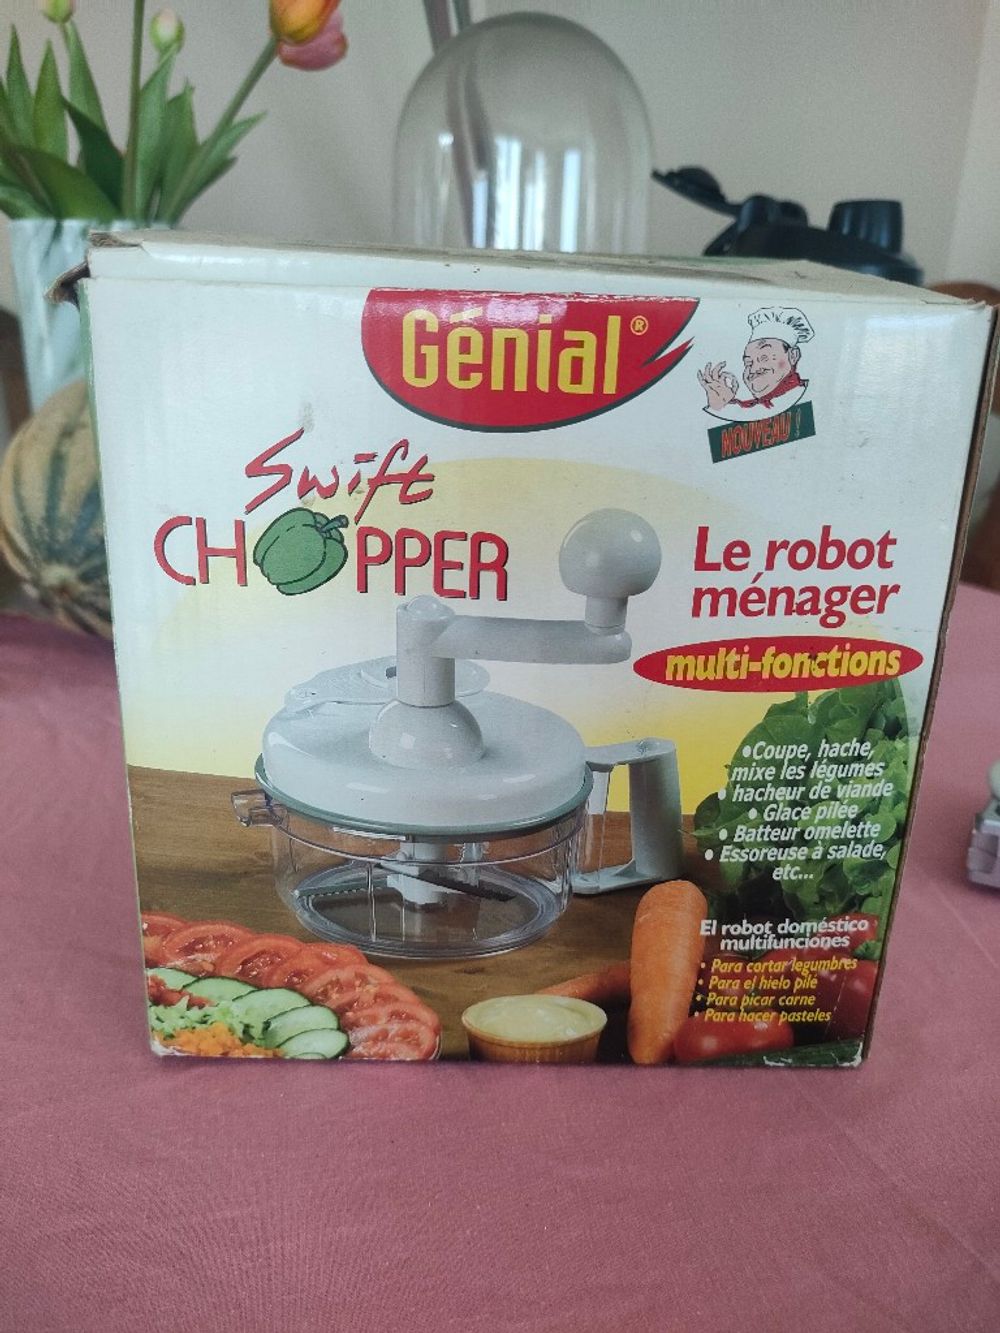 Génial®
NOUVEAU !
Swift
CHOPPER
Le robot
ménager
multi-fonctions
•Coupe, hache,
mixe les légumes
• hacheur de viande
• Glace pilée
• Batteur omelette
• Essoreuse à salade,
etc...
El robot doméstico
multifunciones
• Para cortar legumbres
• Para el hielo pilé
• Para picar carne
• Para hacer pasteles